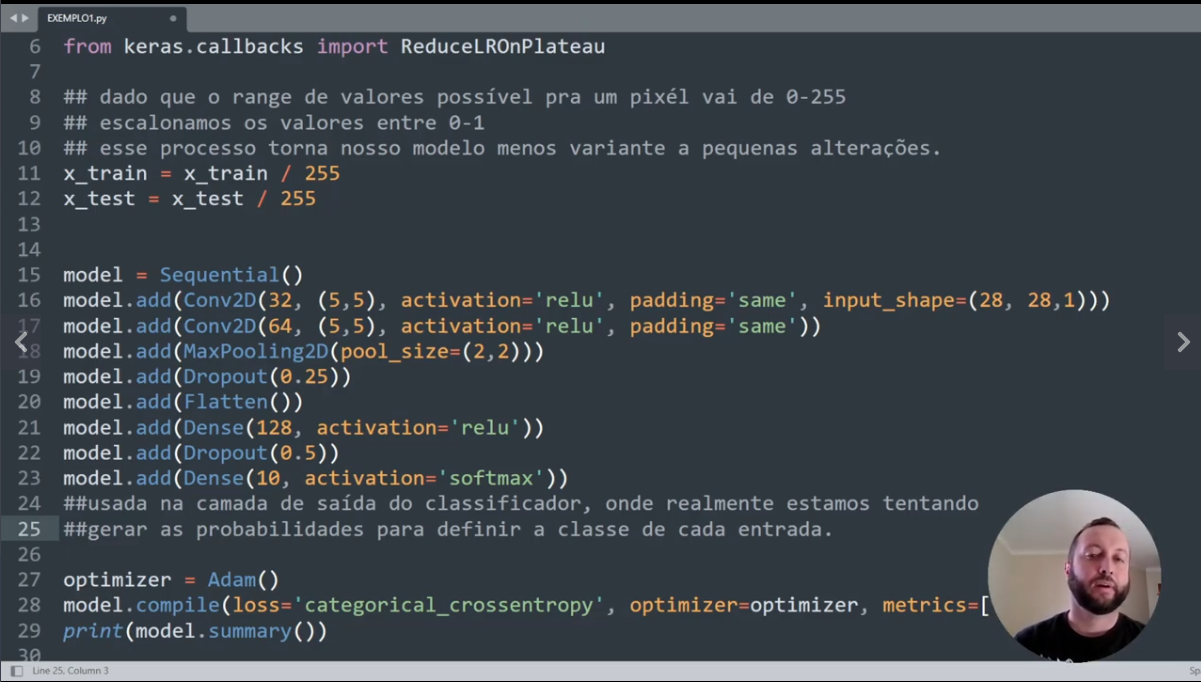 EXEMPLO1.py
6 from keras.callbacks import ReduceLROnPlateau
7
8 ## dado que o range de valores possível pra um pixél vai de 0-255
9 ## escalonamos os valores entre 0-1
10 ## esse processo torna nosso modelo menos variante a pequenas alterações.
11 x_train = x_train / 255
12 x_test = x_test / 255
13
14
15 model = Sequential()
16 model.add(Conv2D(32, (5,5), activation='relu', padding='same', input_shape=(28, 28,1)))
17 model.add(Conv2D(64, (5,5), activation='relu', padding='same'))
18 model.add(MaxPooling2D(pool_size=(2,2)))
19 model.add(Dropout(0.25))
20 model.add(Flatten())
21 model.add(Dense(128, activation='relu'))
22 model.add(Dropout(0.5))
23 model.add(Dense(10, activation='softmax'))
24 ##usada na camada de saída do classificador, onde realmente estamos tentando
25 ##gerar as probabilidades para definir a classe de cada entrada.
26
27 optimizer = Adam()
28 model.compile(loss='categorical_crossentropy', optimizer=optimizer, metrics=[
29 print(model.summary())
30
Line 25, Column 3